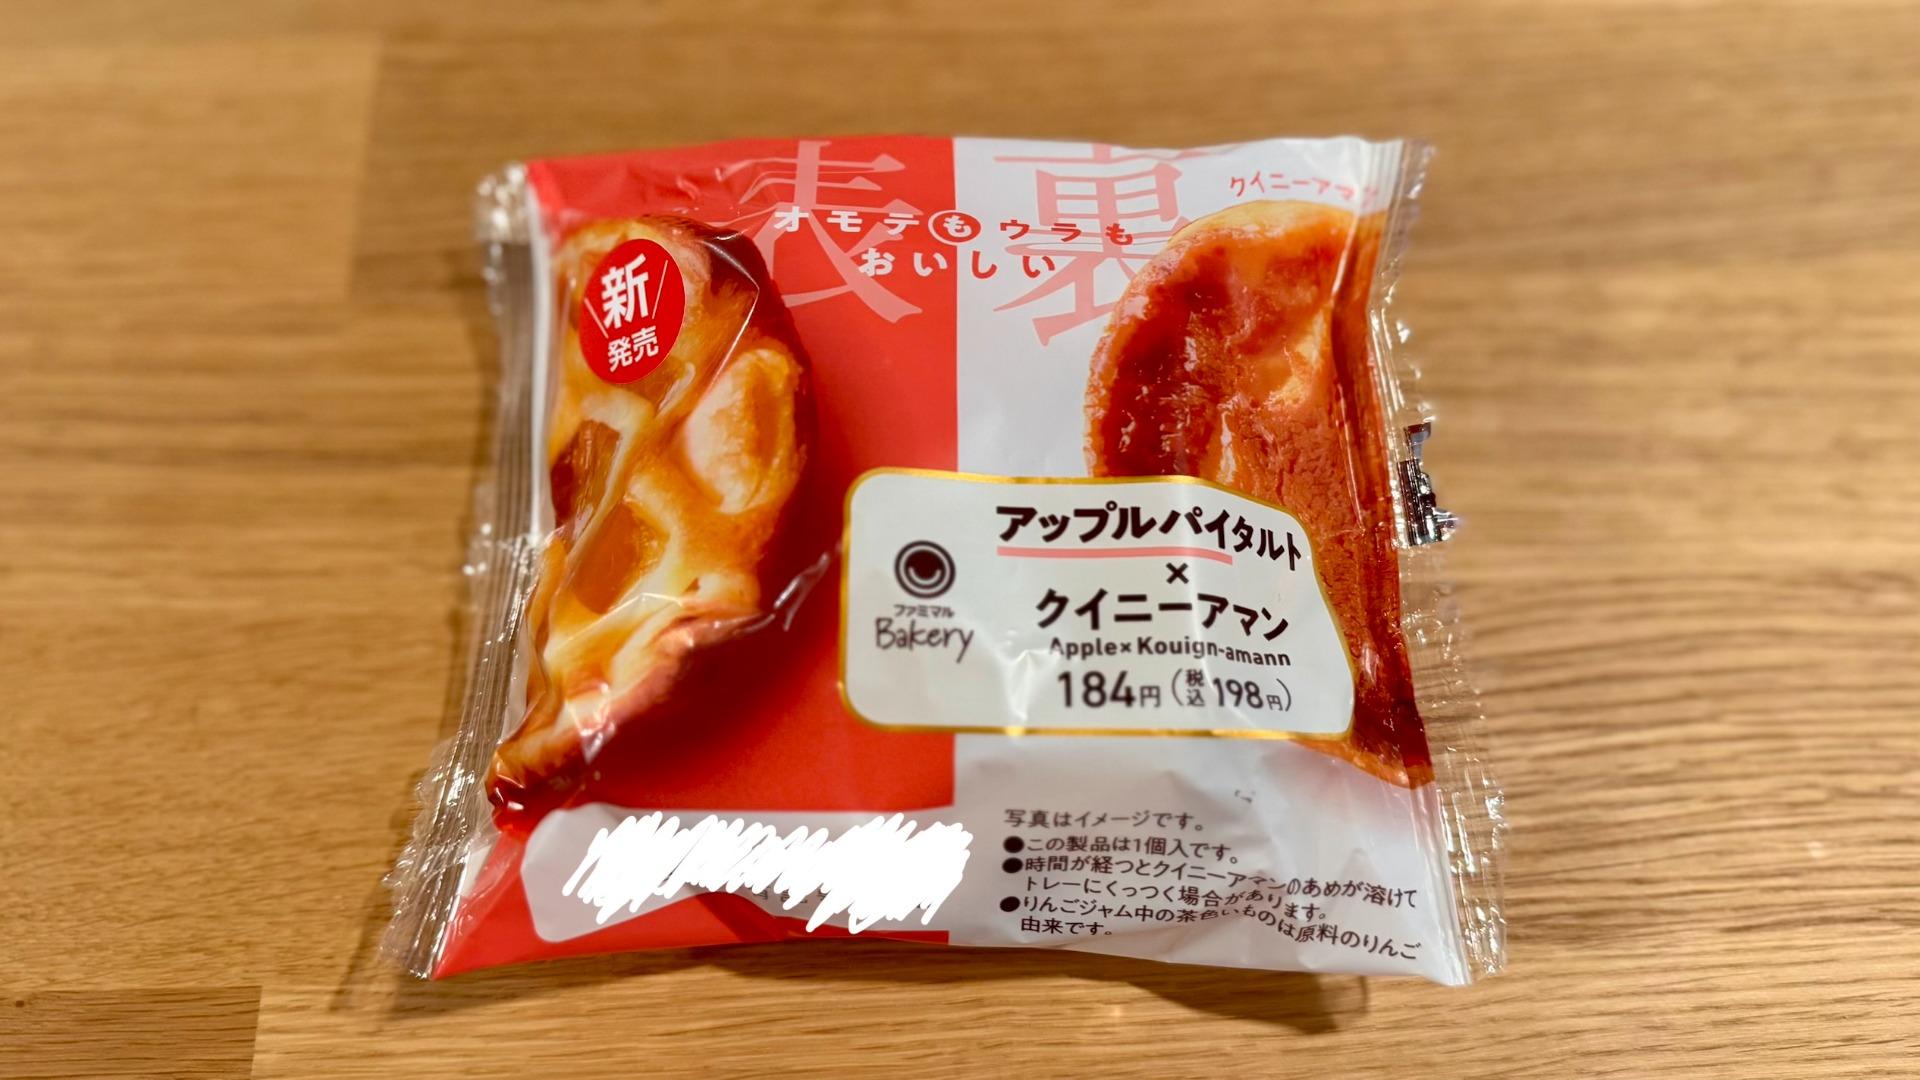 表 裏
クイニーアマン
オモテもウラも
おいしい
新
発売
アップルパイタルト
×
クイニーアマン
Apple×Kouign-amann
184円(税込198円)
ファミマル
Bakery
写真はイメージです。
●この製品は1個入です。
●時間が経つとクイニーアマンのあめが溶けて
トレーにくっつく場合があります。
●りんごジャム中の茶色いものは原料のりんご
由来です。